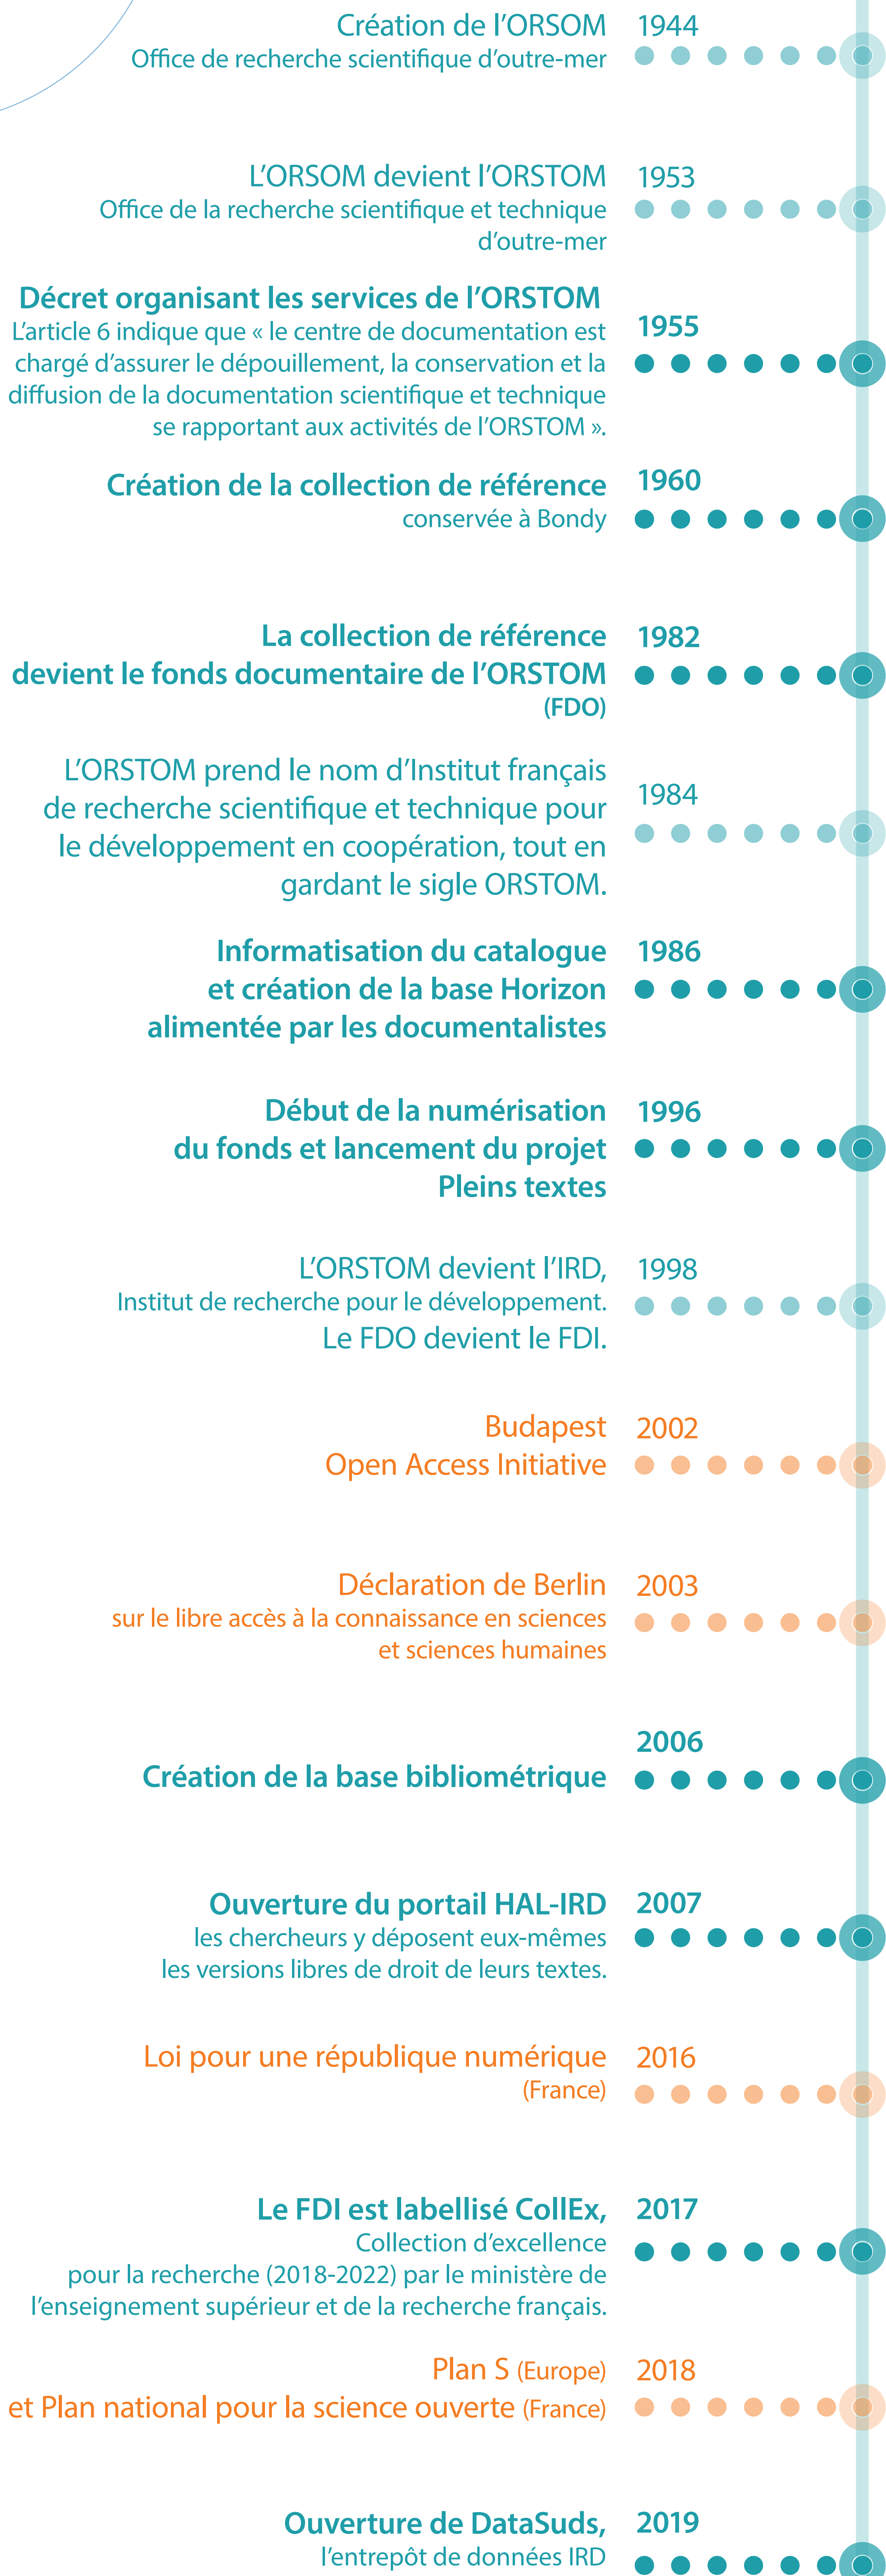 Création de l’ORSOM 1944
Office de recherche scientifique d’outre-mer
L’ORSOM devient l’ORSTOM 1953
Office de la recherche scientifique et technique
d’outre-mer
Décret organisant les services de l’ORSTOM
1955
L’article 6 indique que « le centre de documentation est
chargé d’assurer le dépouillement, la conservation et la
diffusion de la documentation scientifique et technique
se rapportant aux activités de l’ORSTOM ».
Création de la collection de référence 1960
conservée à Bondy
La collection de référence 1982
devient le fonds documentaire de l’ORSTOM
(FDO)
L’ORSTOM prend le nom d’Institut français
1984
de recherche scientifique et technique pour
le développement en coopération, tout en
gardant le sigle ORSTOM.
Informatisation du catalogue 1986
et création de la base Horizon
alimentée par les documentalistes
Début de la numérisation 1996
du fonds et lancement du projet
Pleins textes
L’ORSTOM devient l’IRD, 1998
Institut de recherche pour le développement.
Le FDO devient le FDI.
Budapest 2002
Open Access Initiative
Déclaration de Berlin 2003
sur le libre accès à la connaissance en sciences
et sciences humaines
2006
Création de la base bibliométrique
Ouverture du portail HAL-IRD 2007
les chercheurs y déposent eux-mêmes
les versions libres de droit de leurs textes.
Loi pour une république numérique 2016
(France)
Le FDI est labellisé CollEx, 2017
Collection d’excellence
pour la recherche (2018-2022) par le ministère de
l’enseignement supérieur et de la recherche français.
Plan S (Europe) 2018
et Plan national pour la science ouverte (France)
Ouverture de DataSuds, 2019
l’entrepôt de données IRD